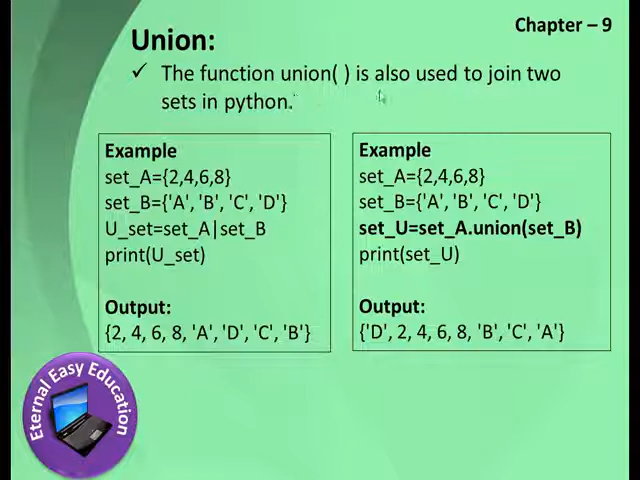 Chapter – 9
Union:
✓ The function union( ) is also used to join two
sets in python.
Example
set_A={2,4,6,8}
set_B={'A', 'B', 'C', 'D'}
U_set=set_A|set_B
print(U_set)
Output:
{2, 4, 6, 8, 'A', 'D', 'C', 'B'}
Example
set_A={2,4,6,8}
set_B={'A', 'B', 'C', 'D'}
set_U=set_A.union(set_B)
print(set_U)
Output:
{'D', 2, 4, 6, 8, 'B', 'C', 'A'}
Eternal Easy Education